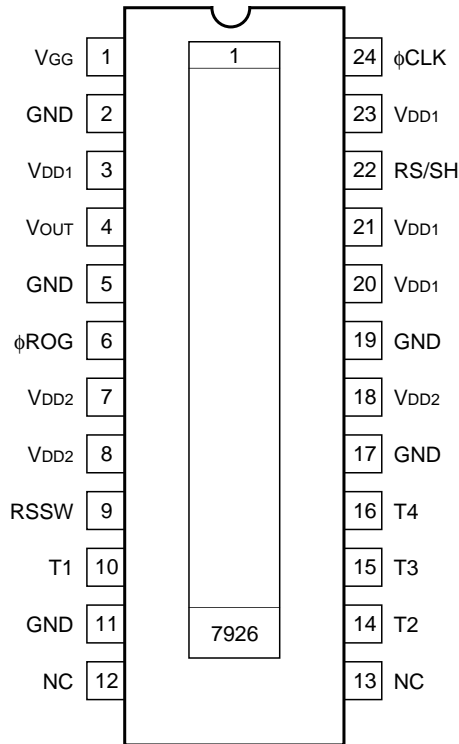 VGG 1 1 24 ϕCLK
GND 2 23 VDD1
VDD1 3 22 RS/SH
VOUT 4 21 VDD1
GND 5 20 VDD1
ϕROG 6 19 GND
VDD2 7 18 VDD2
VDD2 8 17 GND
RSSW 9 16 T4
T1 10 15 T3
GND 11 7926 14 T2
NC 12 13 NC